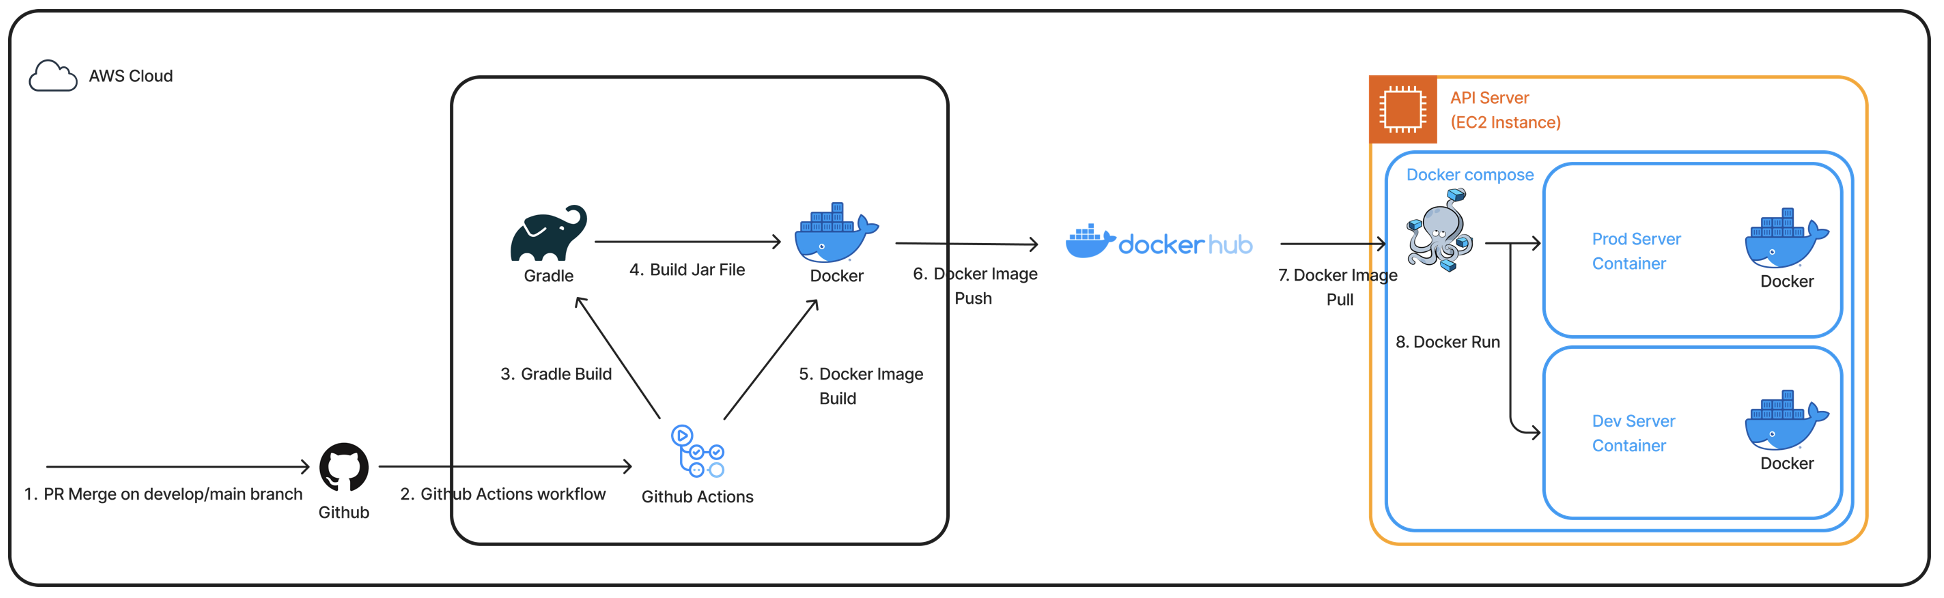 AWS Cloud
API Server
(EC2 Instance)
Docker compose
Gradle
4. Build Jar File
Docker
6. Docker Image
Push
docker hub
7. Docker Image
Pull
Prod Server
Container
Docker
8. Docker Run
3. Gradle Build
5. Docker Image
Build
Dev Server
Container
Docker
1. PR Merge on develop/main branch
Github
2. Github Actions workflow
Github Actions